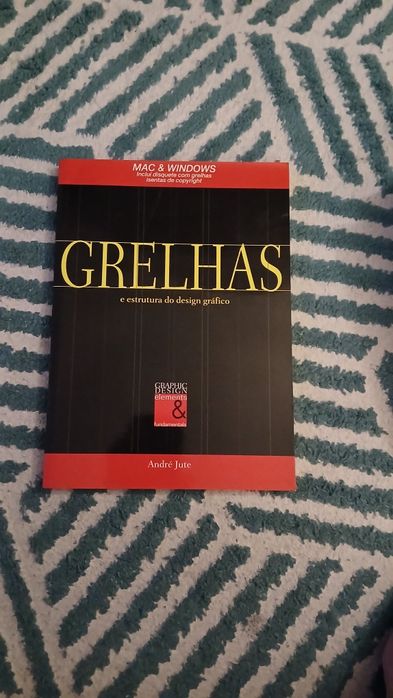 MAC & WINDOWS
Inclui disquete com grelhas
isentas de copyright
GRELHAS
e estrutura do design gráfico
GRAPHIC
DESIGN
elements
&
fundamentals
André Jute